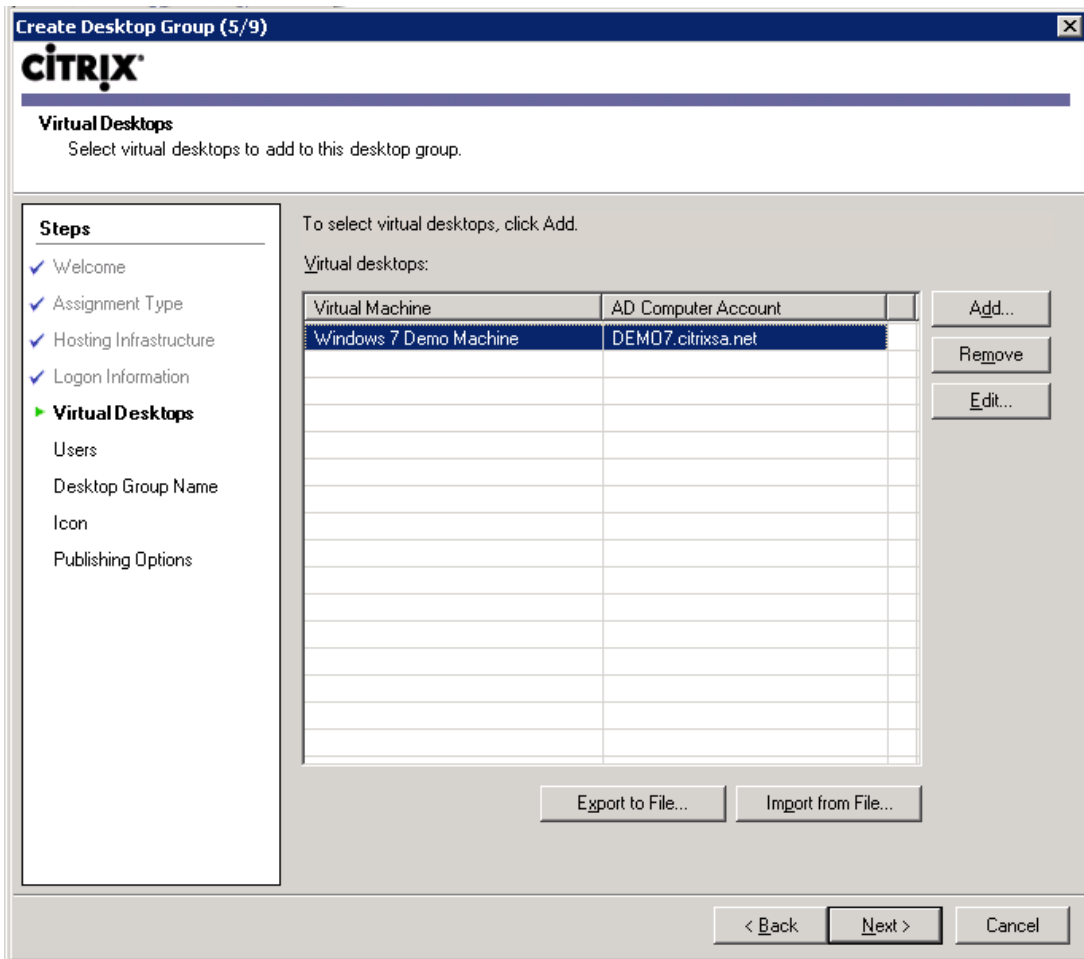 Create Desktop Group (5/9)
CITRIX
Virtual Desktops
Select virtual desktops to add to this desktop group.
Steps
Welcome
Assignment Type
Hosting Infrastructure
Logon Information
Virtual Desktops
Users
Desktop Group Name
Icon
Publishing Options
To select virtual desktops, click Add.
Virtual desktops:
Virtual Machine AD Computer Account
Windows 7 Demo Machine DEMO7.citrixsa.net
Add...
Remove
Edit...
Export to File... Import from File...
< Back Next > Cancel